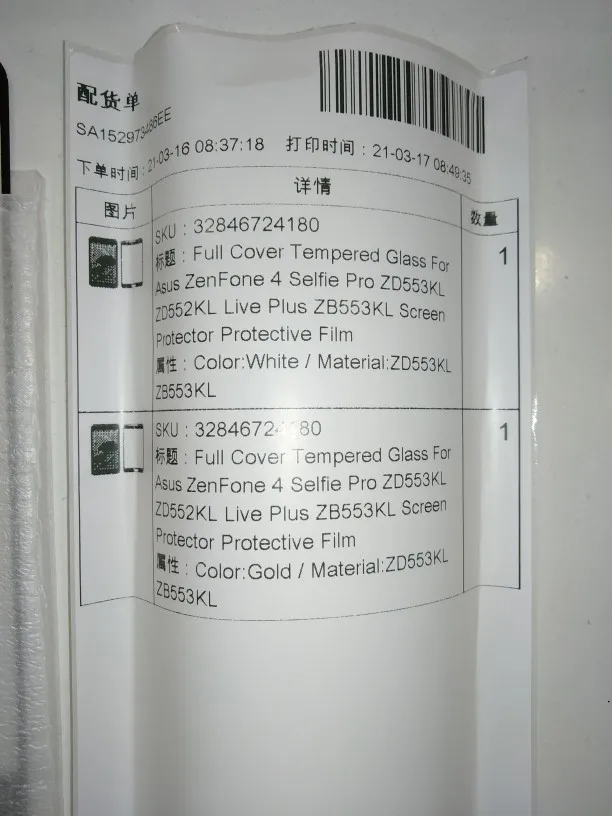 配货单
SA152973486EE
下单时间：21-03-16 08:37:18 打印时间：21-03-17 08:49:35
图片 详情 数量
SKU：32846724180 1
标题：Full Cover Tempered Glass For
Asus ZenFone 4 Selfie Pro ZD553KL
ZD552KL Live Plus ZB553KL Screen
Protector Protective Film
属性：Color:White / Material:ZD553KL
ZB553KL
SKU：32846724180 1
标题：Full Cover Tempered Glass For
Asus ZenFone 4 Selfie Pro ZD553KL
ZD552KL Live Plus ZB553KL Screen
Protector Protective Film
属性：Color:Gold / Material:ZD553KL
ZB553KL